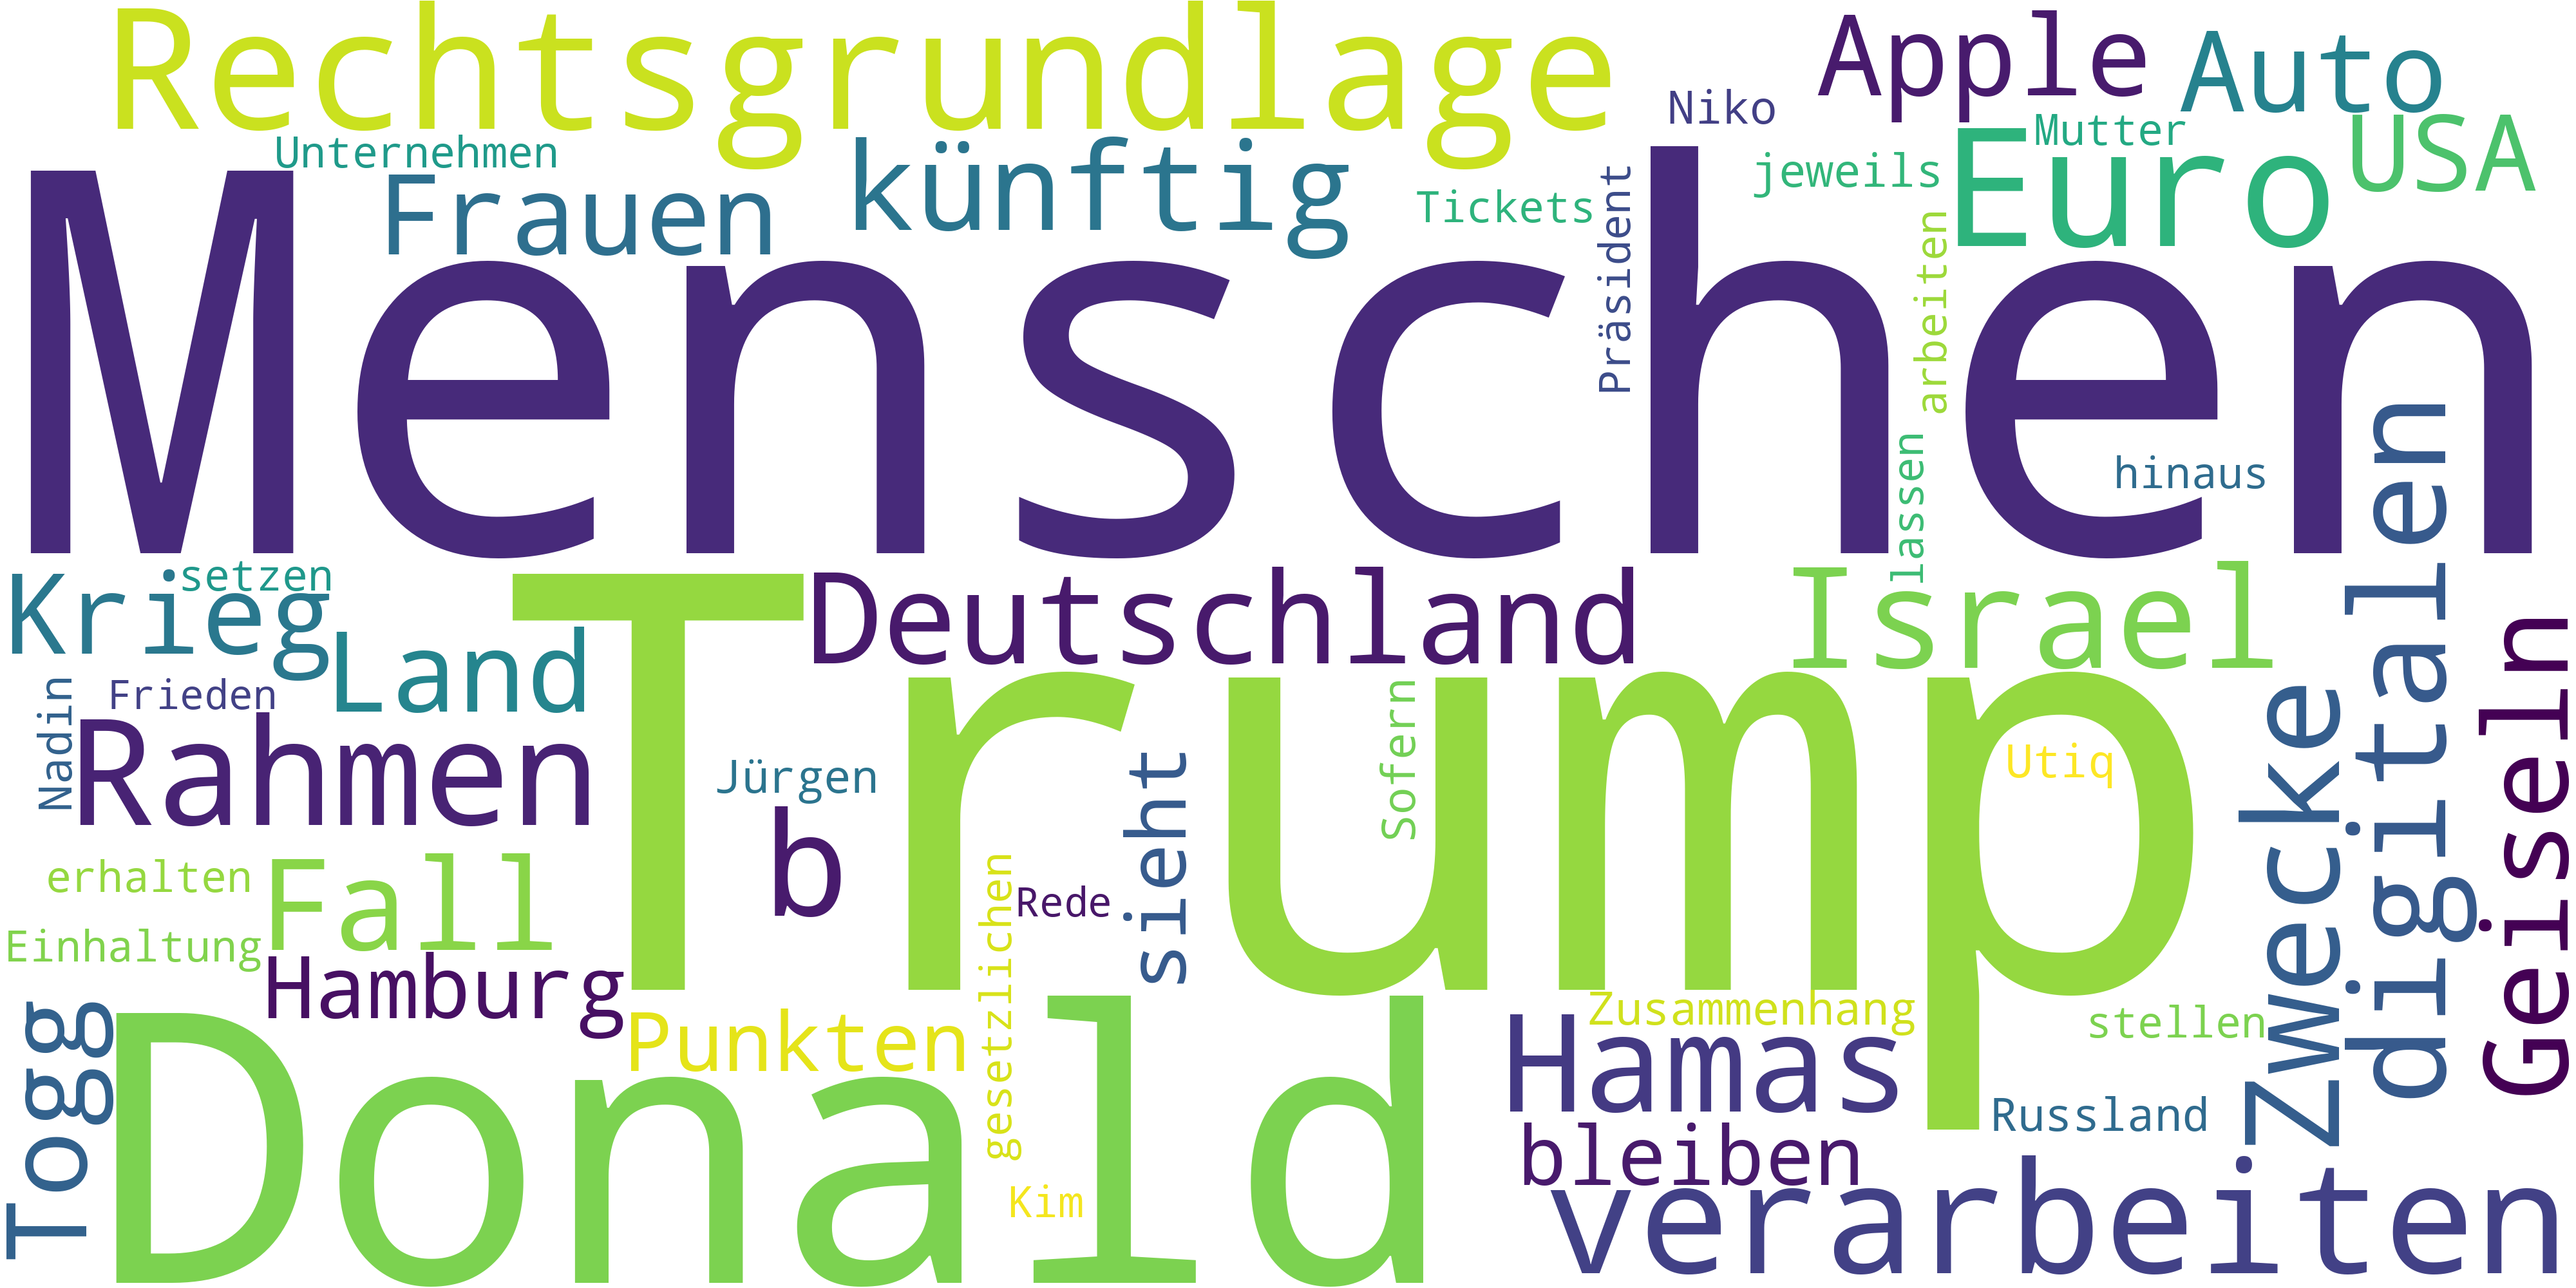 Rechtsgrundlage
Apple
Auto
Niko
Mutter
USA
Unternehmen
Frauen
künftig
Tickets
Präsident
jeweils
Euro
arbeiten
Menschen
lassen
hinaus
digitalen
Krieg
setzen
Land
Deutschland
Israel
Geiseln
Nadin
Frieden
Rahmen
Trump
Jürgen
b
sieht
Sofern
Utiq
Zwecke
erhalten
Fall
Einhaltung
Hamburg
gesetzlichen
Rede
Punkten
Zusammenhang
Hamas
stellen
Togg
Donald
Russland
bleiben
Kim
verarbeiten